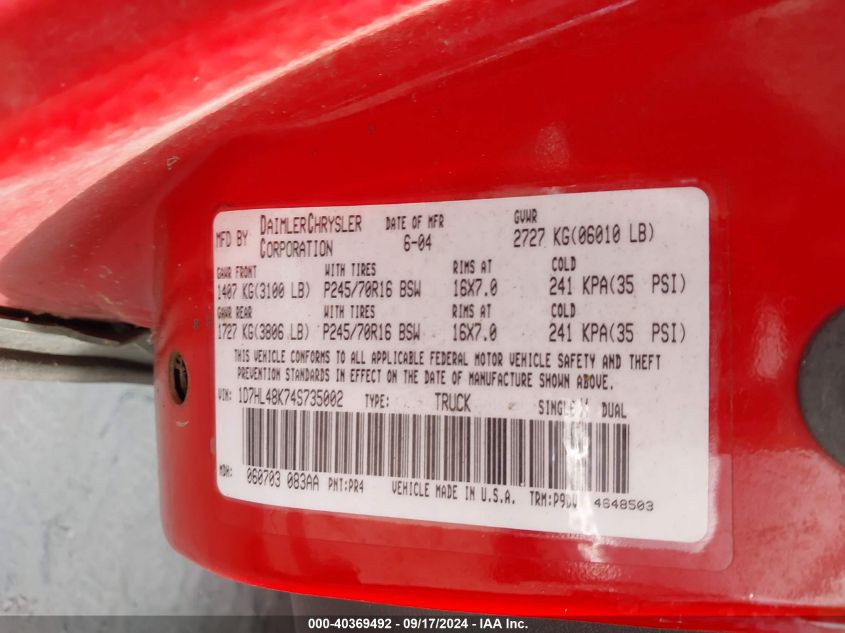 MFD BY DAIMLERCHRYSLER CORPORATION DATE OF MFR 6-04 GVWR 2727 KG(06010 LB)
GAWR FRONT WITH TIRES RIMS AT COLD
1407 KG(3100 LB) P245/70R16 BSW 16X7.0 241 KPA(35 PSI)
GAWR REAR WITH TIRES RIMS AT COLD
1727 KG(3806 LB) P245/70R16 BSW 16X7.0 241 KPA(35 PSI)
THIS VEHICLE CONFORMS TO ALL APPLICABLE FEDERAL MOTOR VEHICLE SAFETY AND THEFT
PREVENTION STANDARDS IN EFFECT ON THE DATE OF MANUFACTURE SHOWN ABOVE.
VIN: 1D7HL48K74S735002 TYPE: TRUCK SINGLE X DUAL
MDH: 060703 083AA PNT:PR4 VEHICLE MADE IN U.S.A. TRM:P9DV 4648503
000-40369492 - 09/17/2024 - IAA Inc.